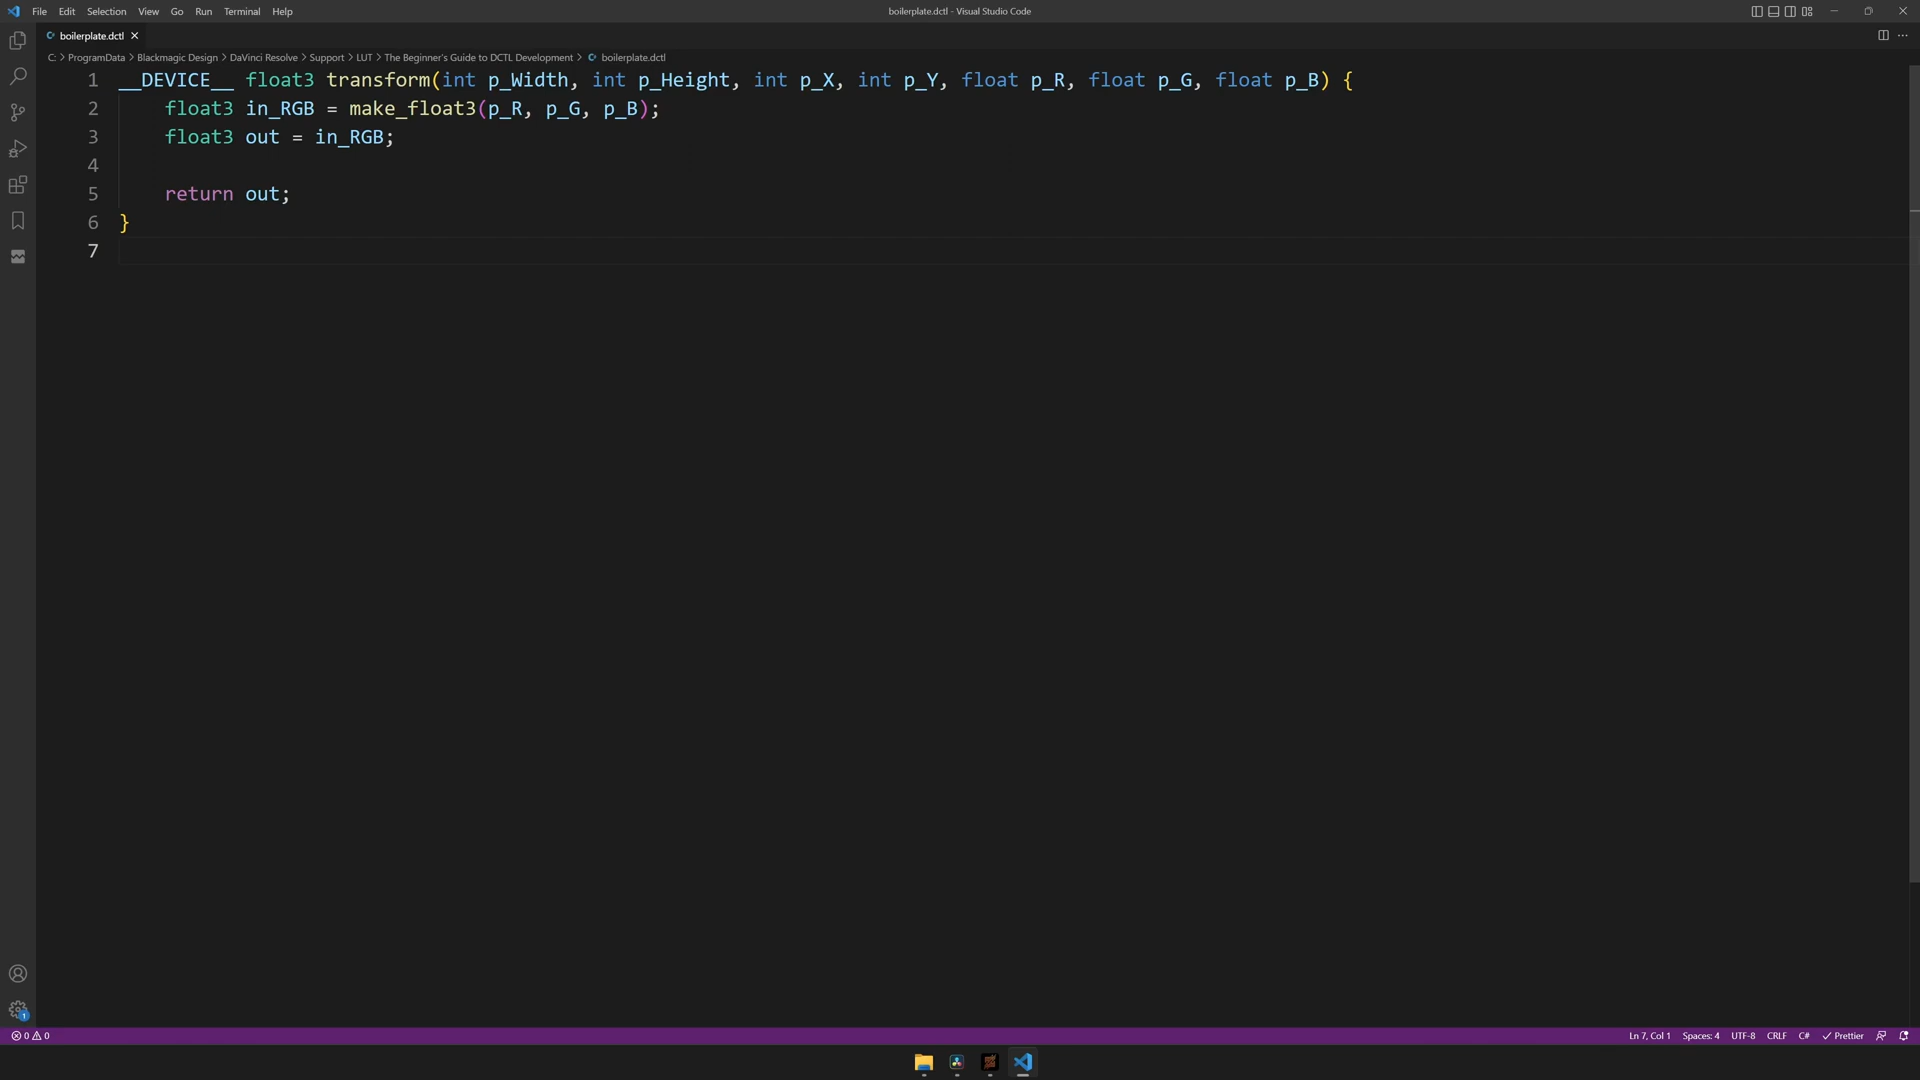 File Edit Selection View Go Run Terminal Help
boilerplate.dctl - Visual Studio Code
boilerplate.dctl
C: > ProgramData > Blackmagic Design > DaVinci Resolve > Support > LUT > The Beginner's Guide to DCTL Development > boilerplate.dctl
1 __DEVICE__ float3 transform(int p_Width, int p_Height, int p_X, int p_Y, float p_R, float p_G, float p_B) {
2 float3 in_RGB = make_float3(p_R, p_G, p_B);
3 float3 out = in_RGB;
4
5 return out;
6 }
7
1
0 0
Ln 7, Col 1 Spaces: 4 UTF-8 CRLF C# Prettier